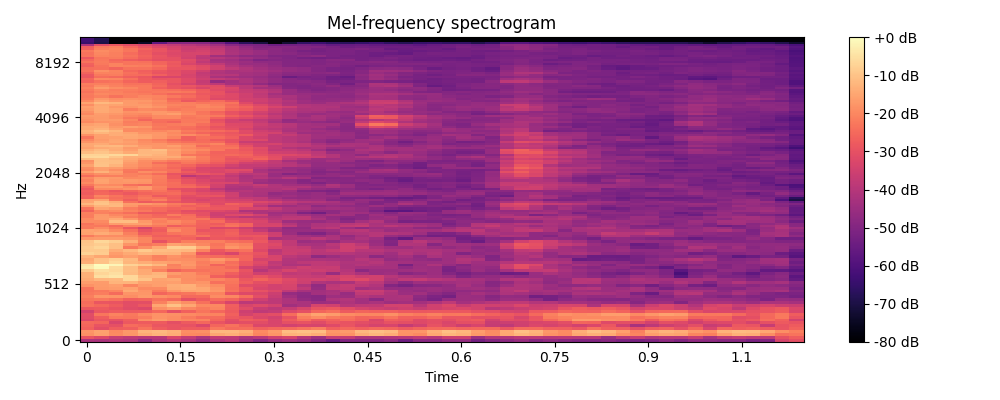 Mel-frequency spectrogram
Hz
8192
4096
2048
1024
512
0
0
0.15
0.3
0.45
0.6
0.75
0.9
1.1
Time
+0 dB
-10 dB
-20 dB
-30 dB
-40 dB
-50 dB
-60 dB
-70 dB
-80 dB